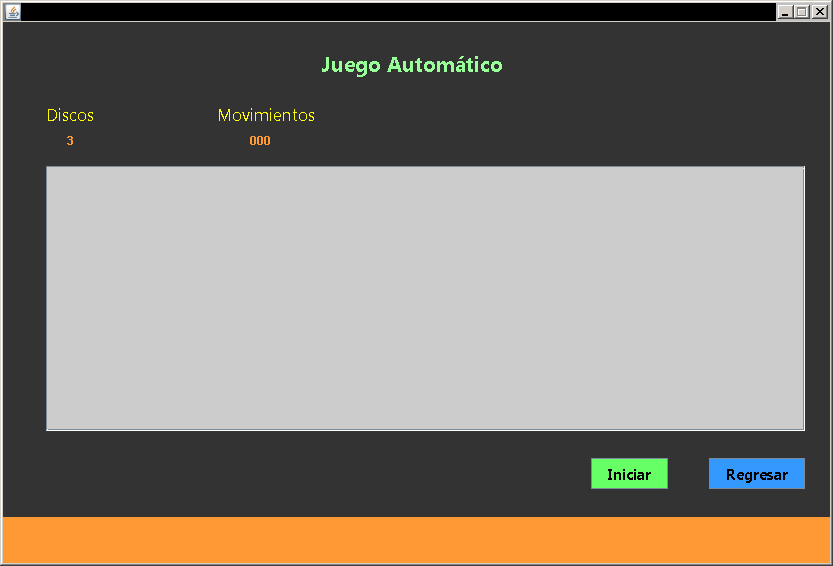 Juego Automático
Discos Movimientos
3 000
Iniciar Regresar